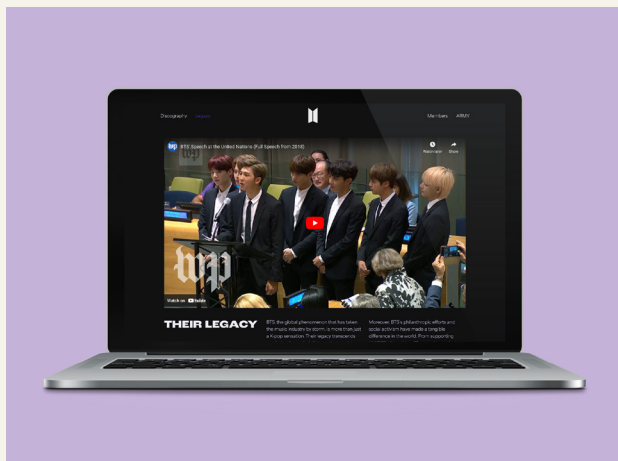 Discography
Members ARMY
BTS' Speech at the United Nations (Full Speech from 2018)
Watch later Share
wp
Watch on YouTube
THEIR LEGACY
BTS, the global phenomenon that has taken
the music industry by storm, is more than just
a K-pop sensation. Their legacy transcends
Moreover, BTS's philanthropic efforts and
social activism have made a tangible
difference in the world. From supporting